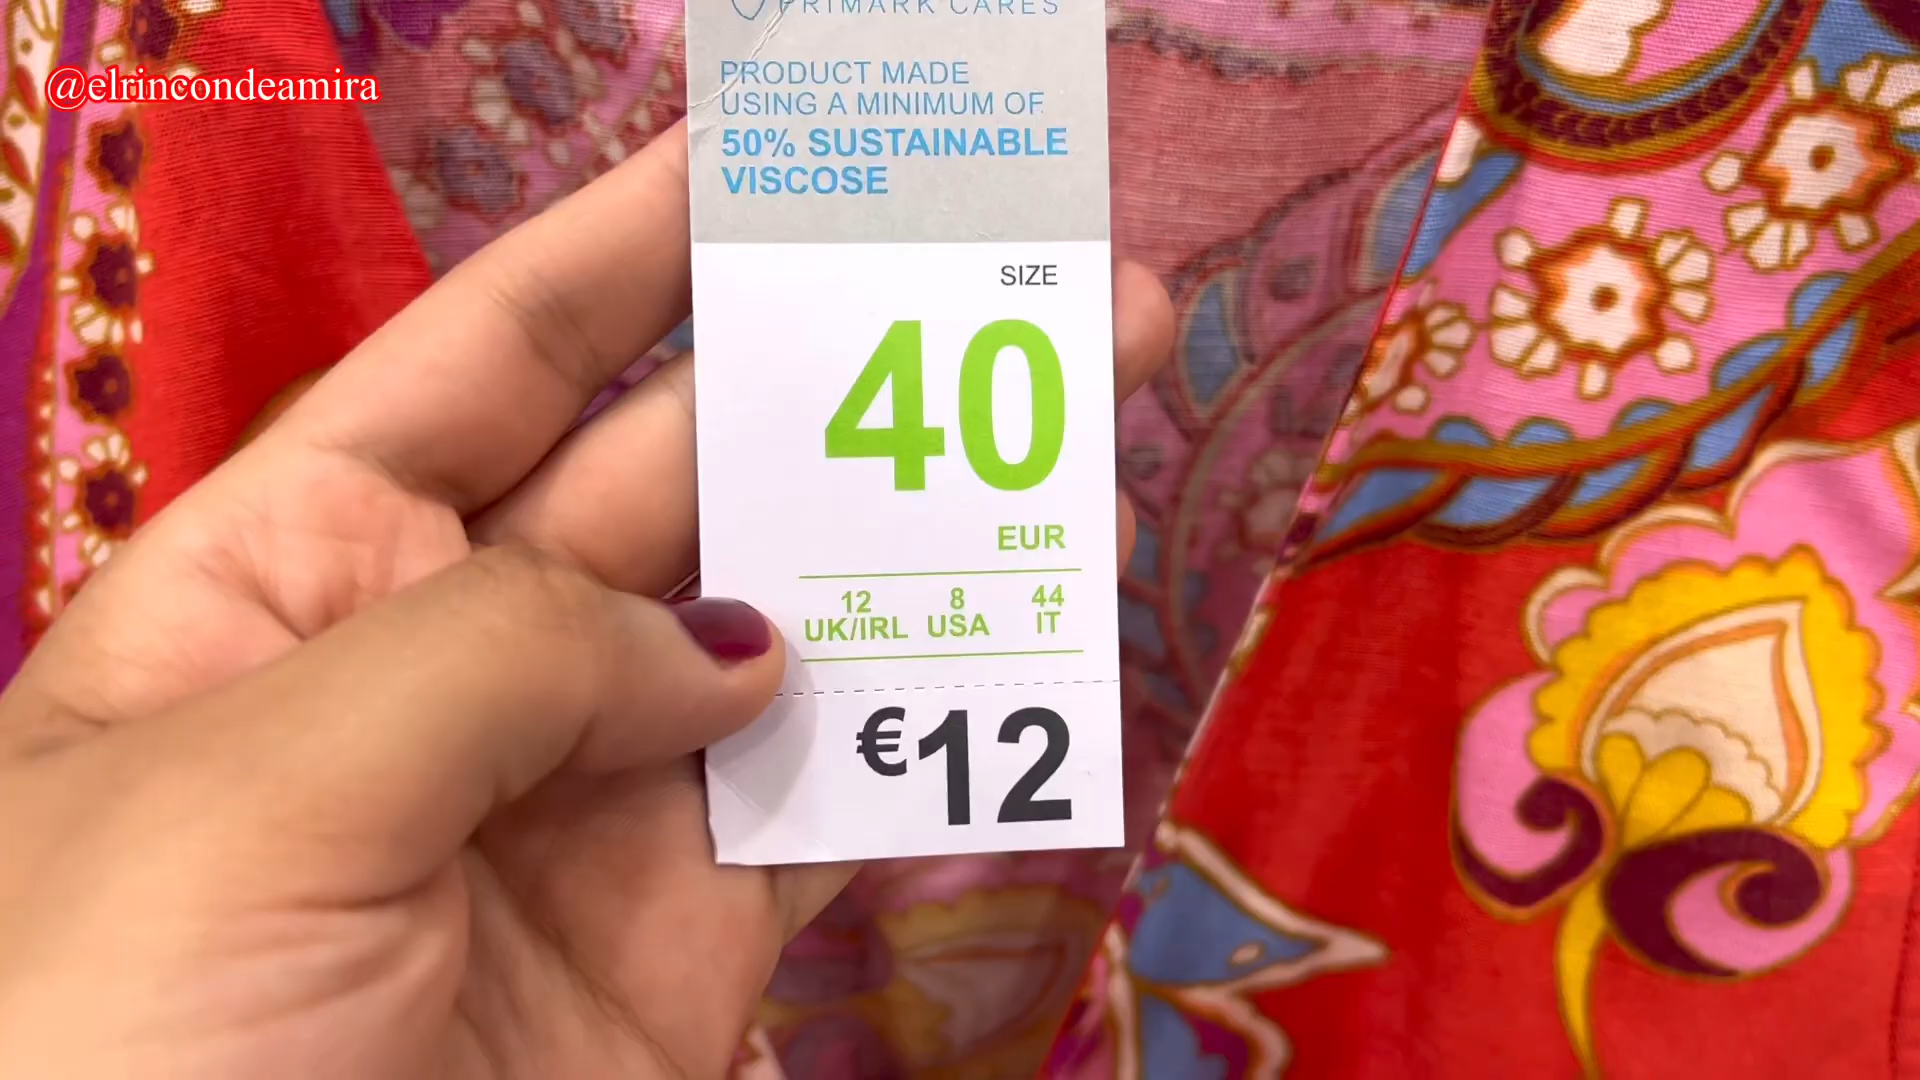 @elrincondeamira
PRIMARK CARES
PRODUCT MADE
USING A MINIMUM OF
50% SUSTAINABLE
VISCOSE
SIZE
40
EUR
12 8 44
UK/IRL USA IT
€12